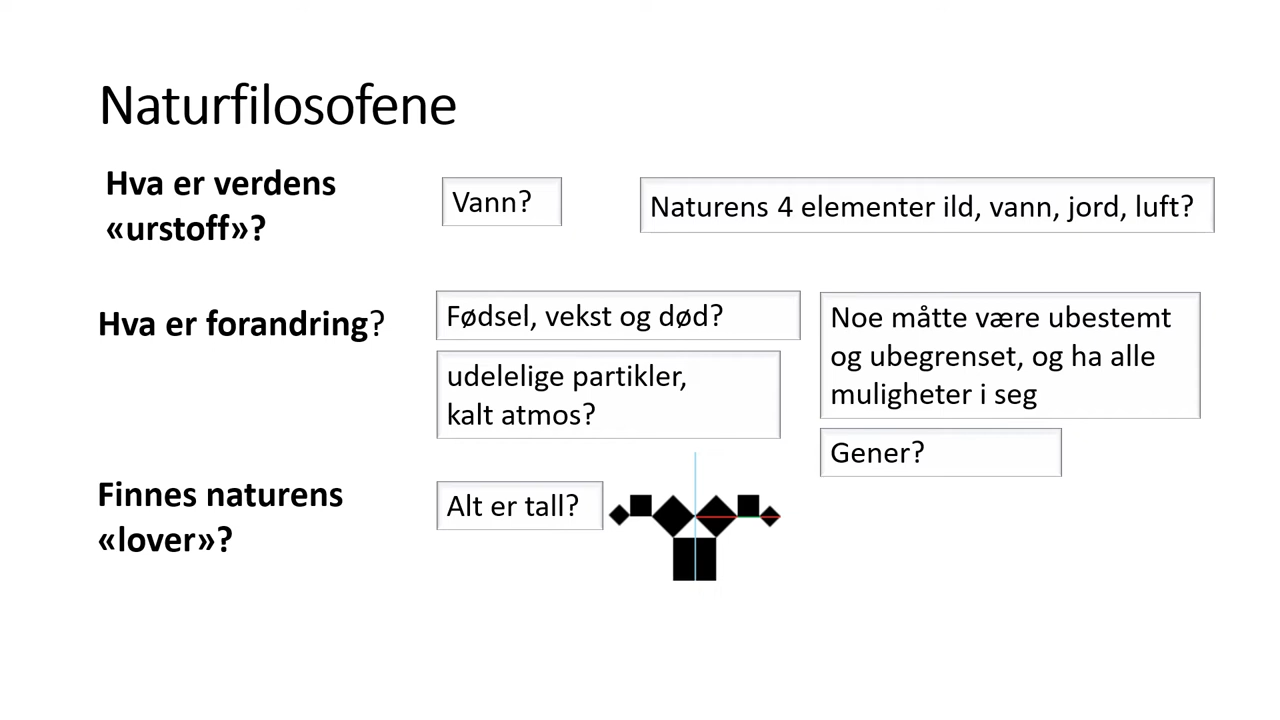 Naturfilosofene
Hva er verdens
«urstoff»?
Vann?
Naturens 4 elementer ild, vann, jord, luft?
Hva er forandring?
Fødsel, vekst og død?
udelelige partikler,
kalt atmos?
Noe måtte være ubestemt
og ubegrenset, og ha alle
muligheter i seg
Gener?
Finnes naturens
«lover»?
Alt er tall?